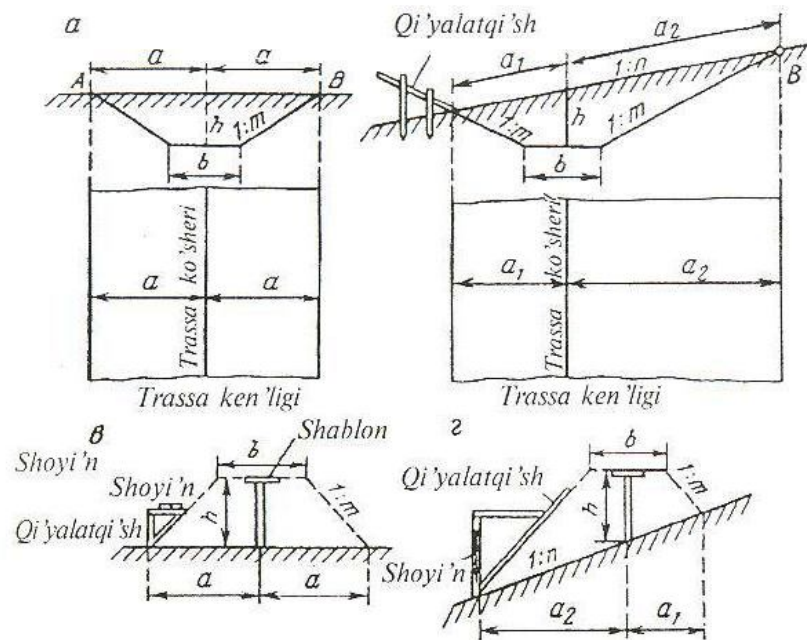 а
a a
A B
h 1:m
b
Trassa ko'sheri
a a
Trassa ken'ligi
Qi'yalatqi'sh
a₁ a₂
1:n
B
1:m h 1:m
b
Trassa ko'sheri
a₁ a₂
Trassa ken'ligi
в
Shoyi'n
Shoyi'n
Qi'yalatqi'sh
b
Shablon
h 1:m
a a
г
Qi'yalatqi'sh
b
1:m
h
Shoyi'n
1:n
a₂ a₁